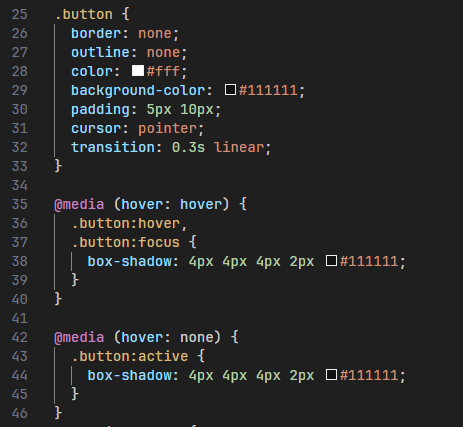 25 .button {
26   border: none;
27   outline: none;
28   color: #fff;
29   background-color: #111111;
30   padding: 5px 10px;
31   cursor: pointer;
32   transition: 0.3s linear;
33 }
34
35 @media (hover: hover) {
36   .button:hover,
37   .button:focus {
38     box-shadow: 4px 4px 4px 2px #111111;
39   }
40 }
41
42 @media (hover: none) {
43   .button:active {
44     box-shadow: 4px 4px 4px 2px #111111;
45   }
46 }